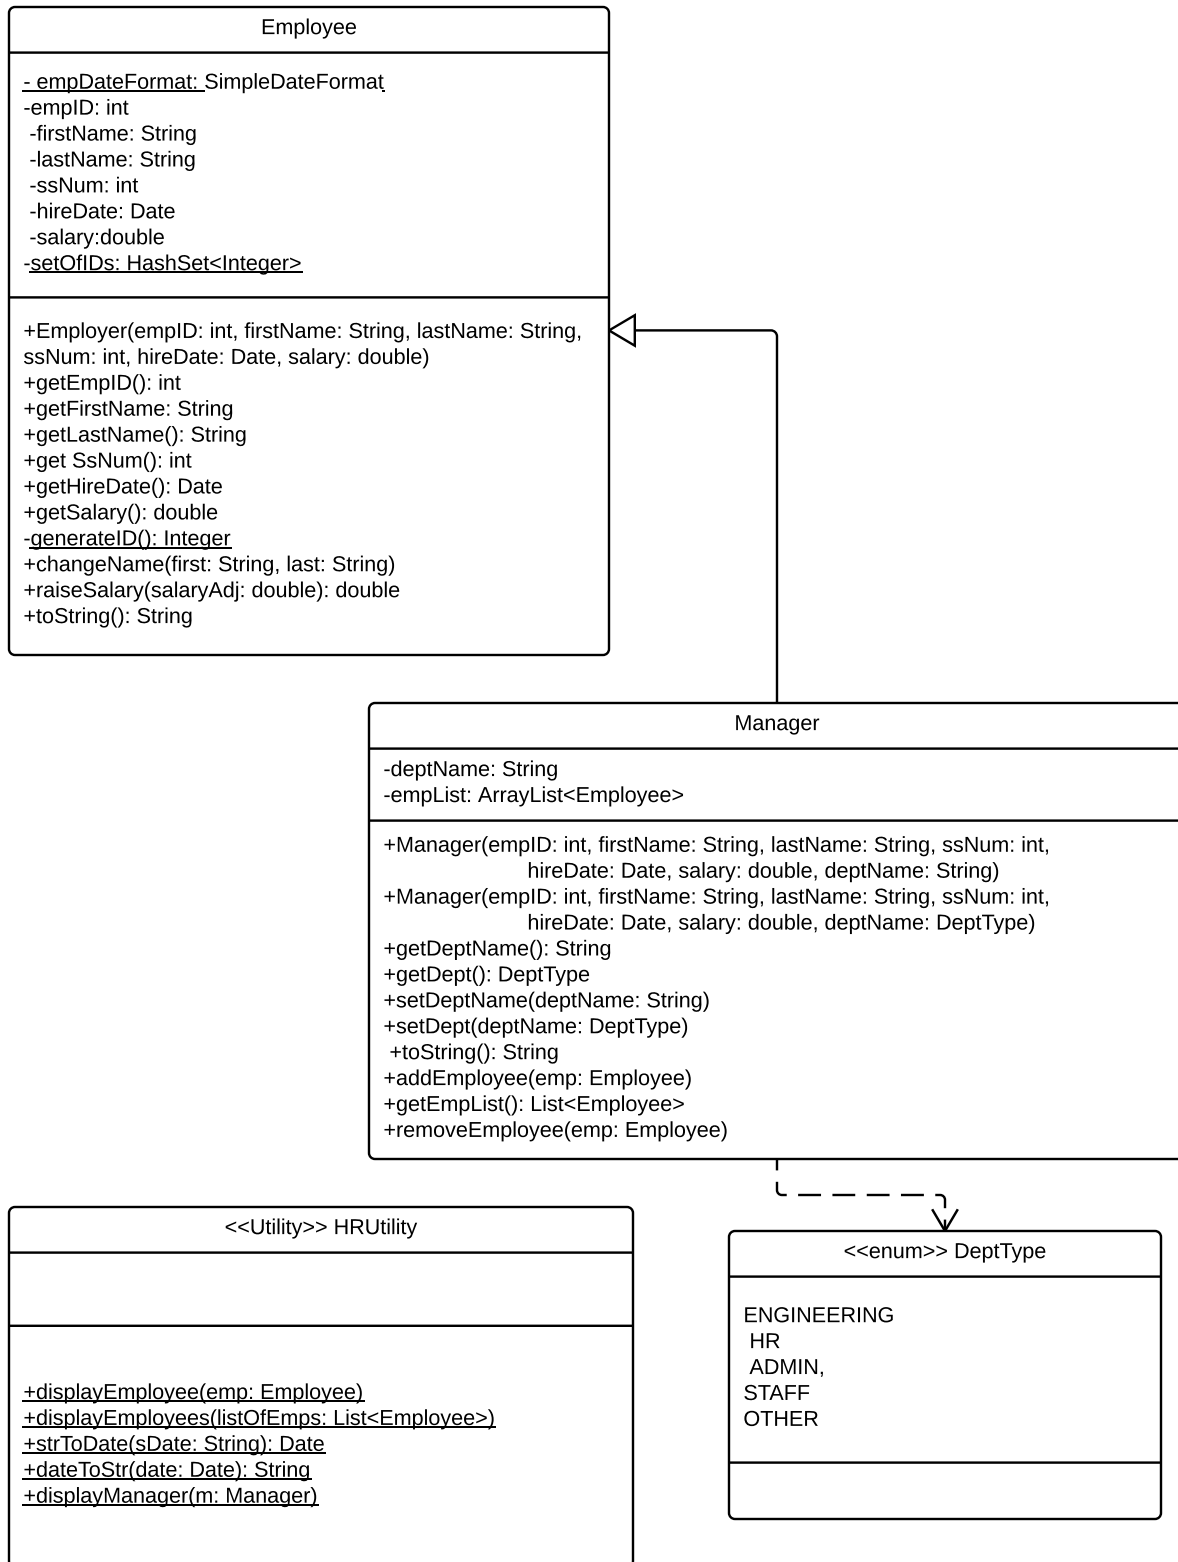 Employee
- empDateFormat: SimpleDateFormat
-empID: int
-firstName: String
-lastName: String
-ssNum: int
-hireDate: Date
-salary:double
-setOfIDs: HashSet<Integer>
+Employer(empID: int, firstName: String, lastName: String,
ssNum: int, hireDate: Date, salary: double)
+getEmpID(): int
+getFirstName: String
+getLastName(): String
+get SsNum(): int
+getHireDate(): Date
+getSalary(): double
-generateID(): Integer
+changeName(first: String, last: String)
+raiseSalary(salaryAdj: double): double
+toString(): String
Manager
-deptName: String
-empList: ArrayList<Employee>
+Manager(empID: int, firstName: String, lastName: String, ssNum: int,
hireDate: Date, salary: double, deptName: String)
+Manager(empID: int, firstName: String, lastName: String, ssNum: int,
hireDate: Date, salary: double, deptName: DeptType)
+getDeptName(): String
+getDept(): DeptType
+setDeptName(deptName: String)
+setDept(deptName: DeptType)
+toString(): String
+addEmployee(emp: Employee)
+getEmpList(): List<Employee>
+removeEmployee(emp: Employee)
<<Utility>> HRUtility
+displayEmployee(emp: Employee)
+displayEmployees(listOfEmps: List<Employee>)
+strToDate(sDate: String): Date
+dateToStr(date: Date): String
+displayManager(m: Manager)
<<enum>> DeptType
ENGINEERING
HR
ADMIN,
STAFF
OTHER